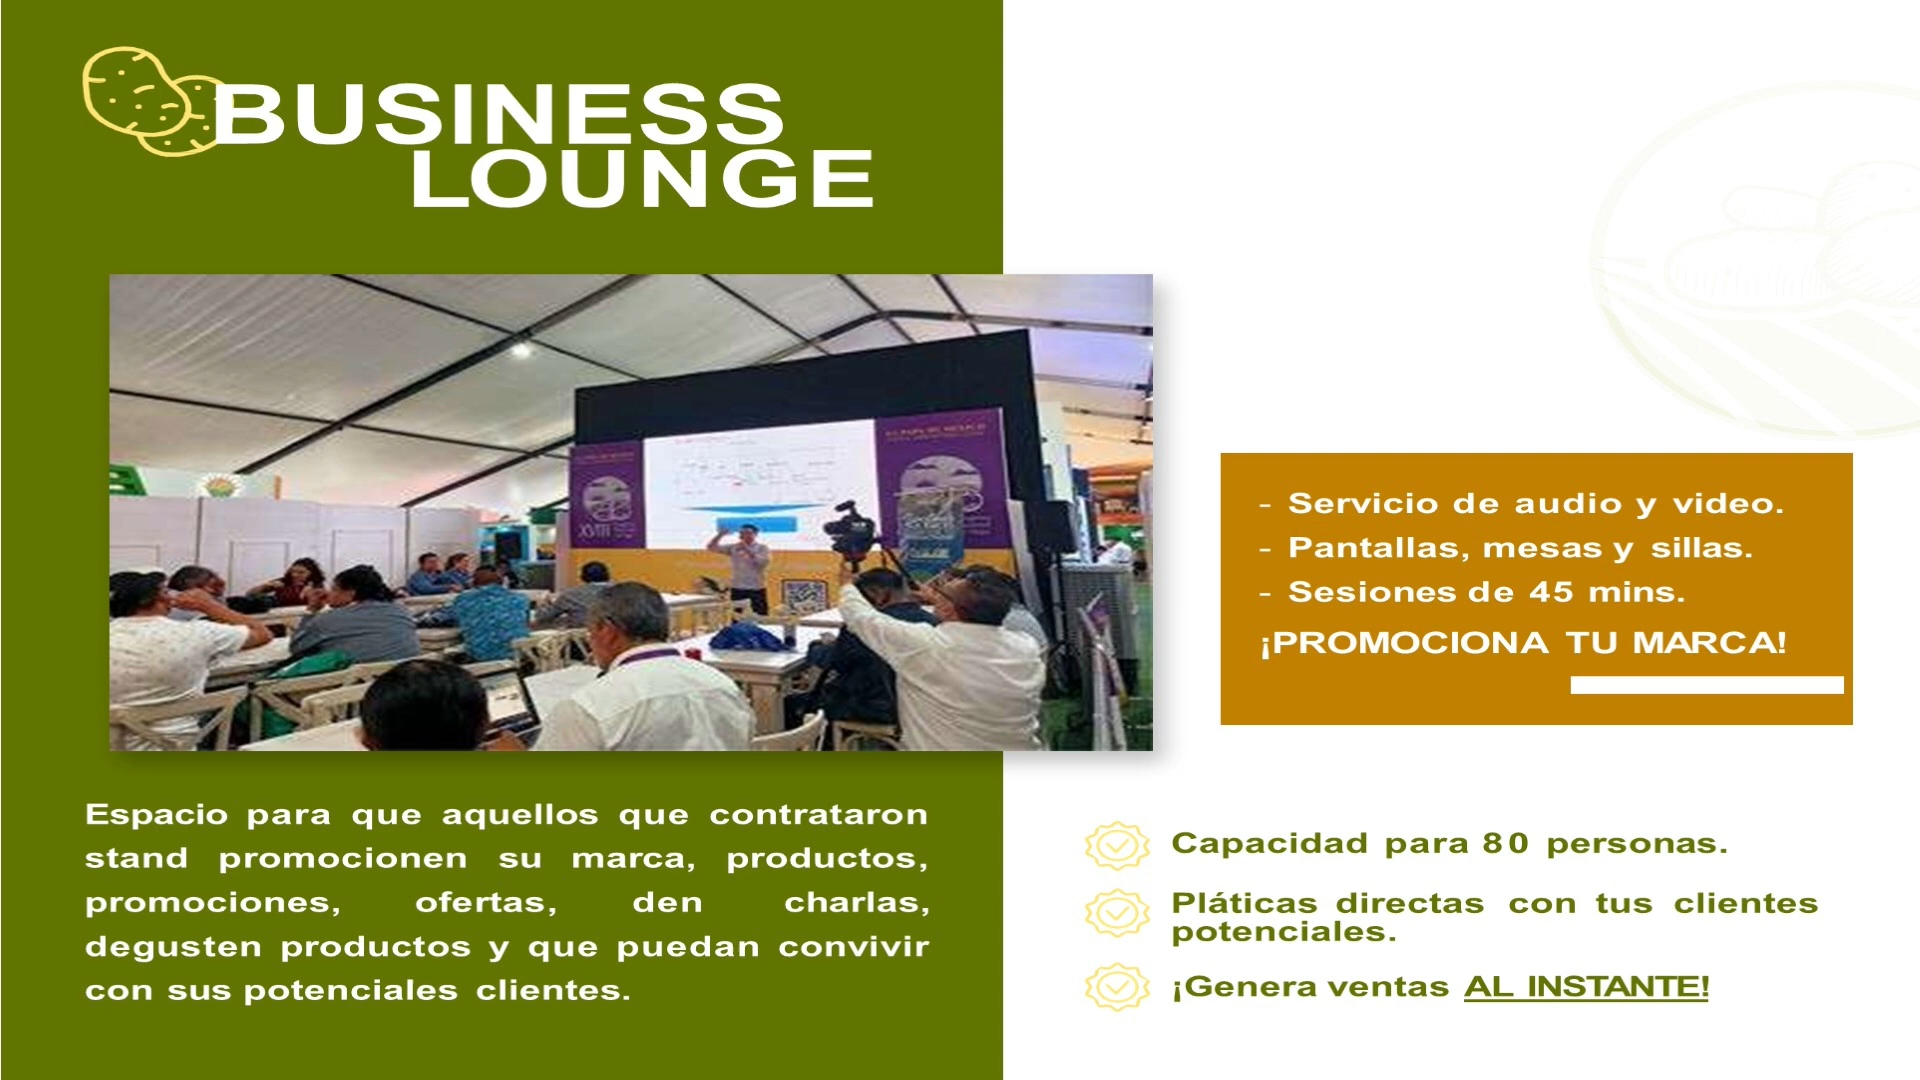 BUSINESS
LOUNGE
- Servicio de audio y video.
- Pantallas, mesas y sillas.
- Sesiones de 45 mins.
¡PROMOCIONA TU MARCA!
Espacio para que aquellos que contrataron
stand promocionen su marca, productos,
promociones, ofertas, den charlas,
degusten productos y que puedan convivir
con sus potenciales clientes.
Capacidad para 80 personas.
Pláticas directas con tus clientes
potenciales.
¡Genera ventas AL INSTANTE!
XVIII